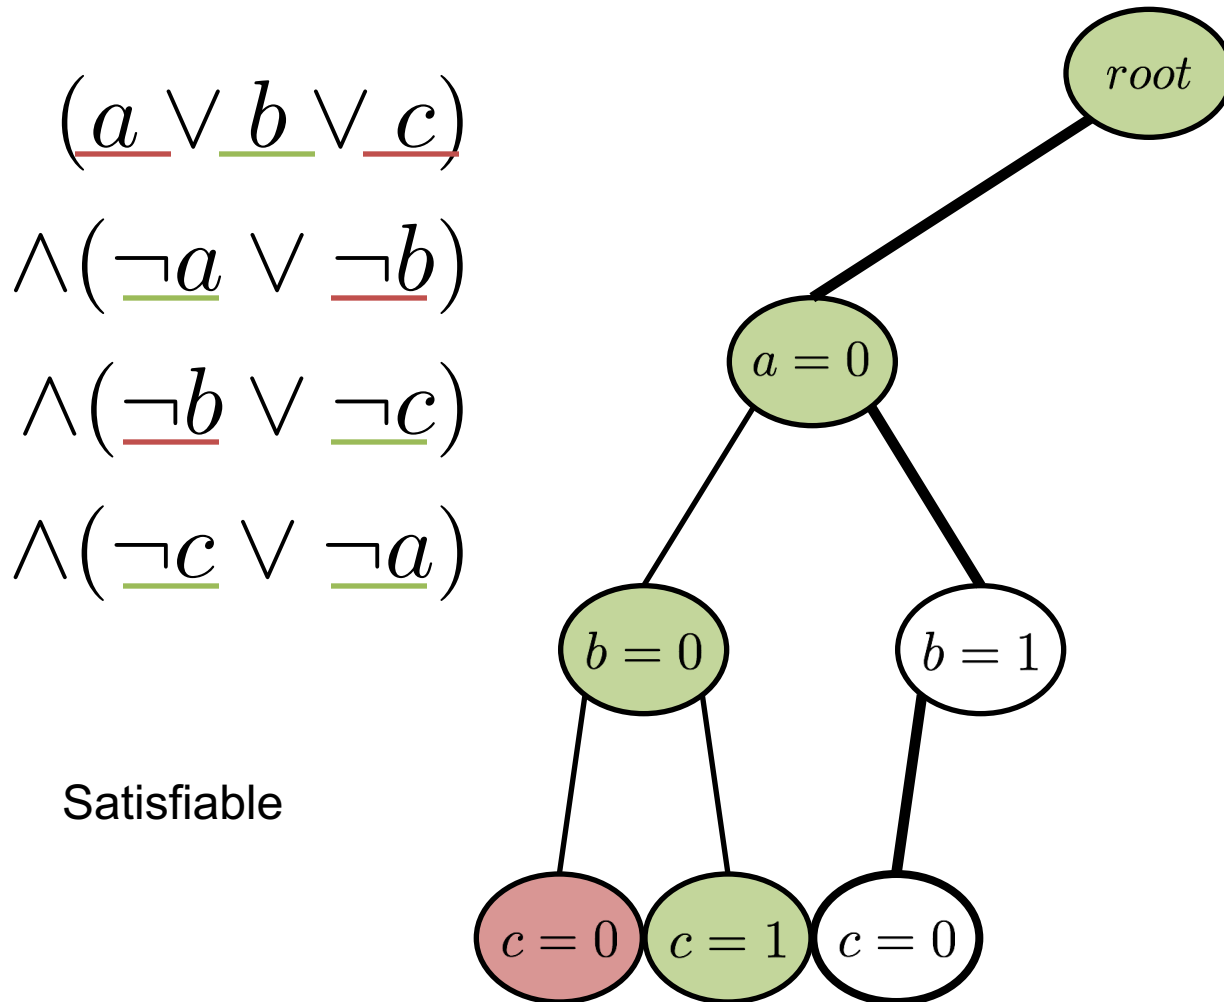 (a ∨ b ∨ c)
∧(¬a ∨ ¬b)
∧(¬b ∨ ¬c)
∧(¬c ∨ ¬a)
Satisfiable
root
a = 0
b = 0
b = 1
c = 0
c = 1
c = 0